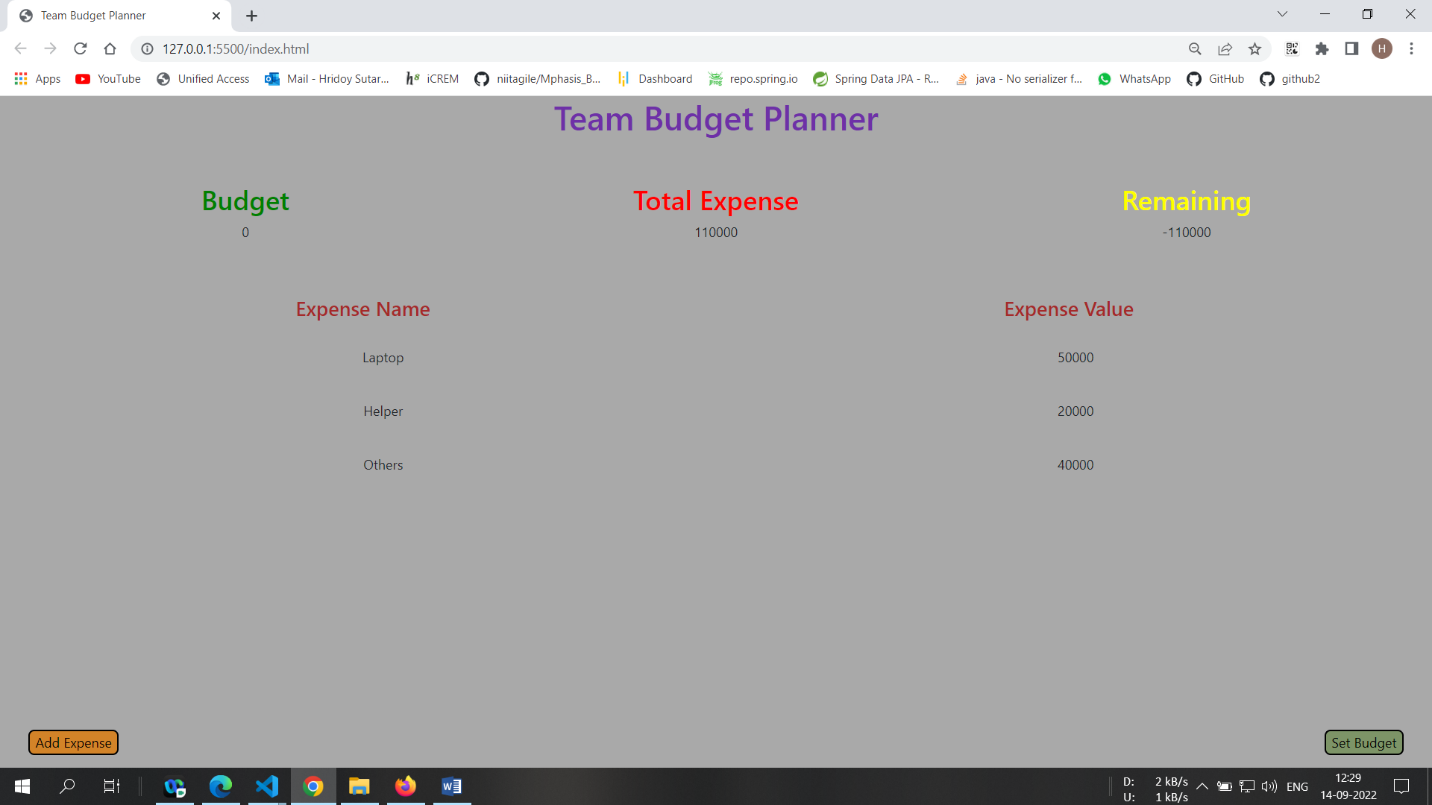 Team Budget Planner
127.0.0.1:5500/index.html
H
Apps YouTube Unified Access Mail - Hridoy Sutar... iCREM niitagile/Mphasis_B... Dashboard repo.spring.io Spring Data JPA - R... java - No serializer f... WhatsApp GitHub github2
Team Budget Planner
Budget Total Expense Remaining
0 110000 -110000
Expense Name Expense Value
Laptop 50000
Helper 20000
Others 40000
Add Expense Set Budget
D: 2 kB/s
U: 1 kB/s
ENG
12:29
14-09-2022